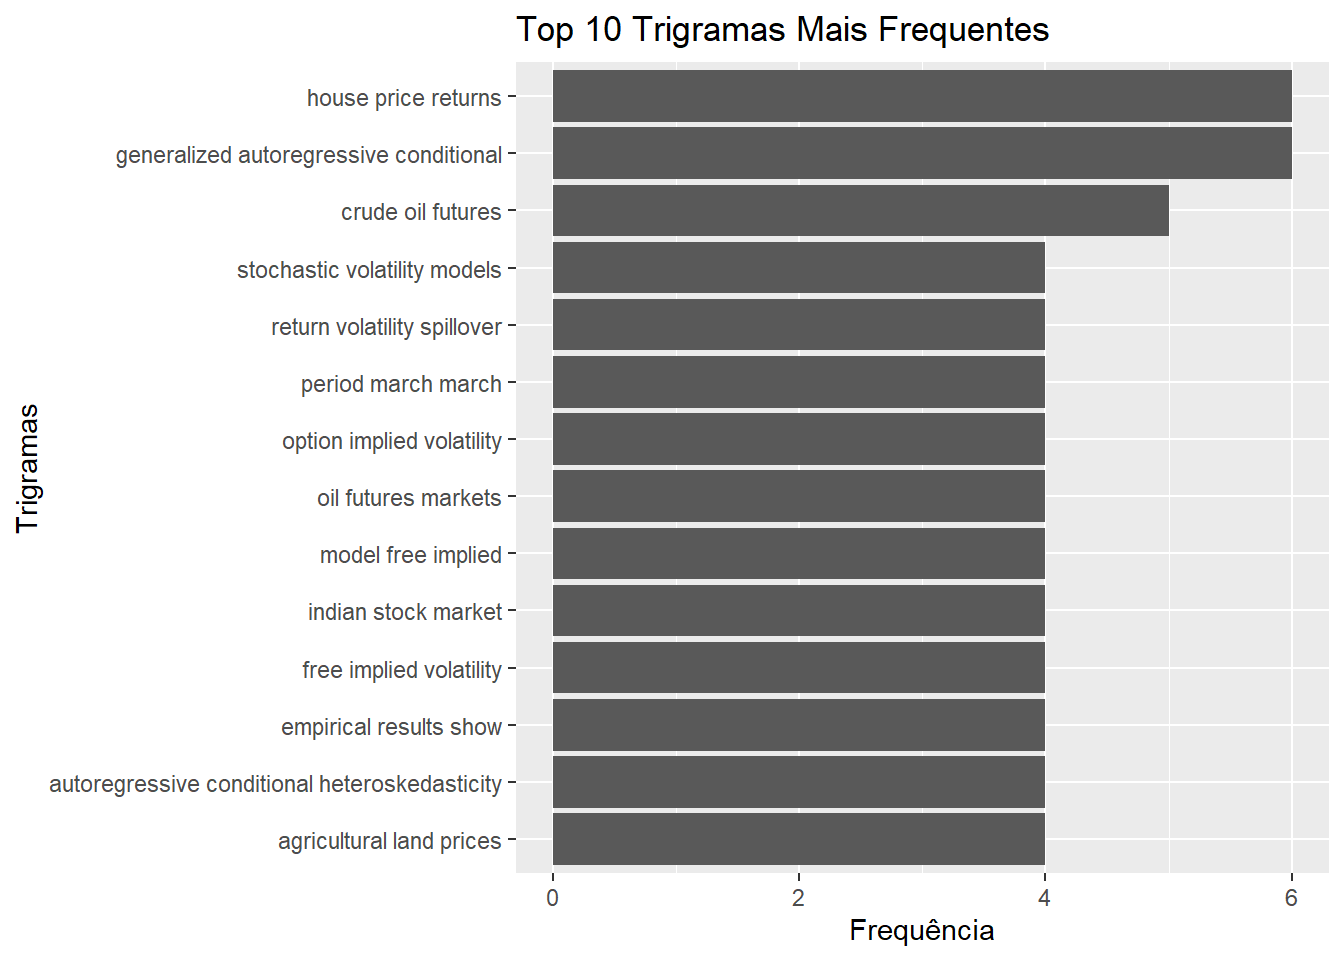 Top 10 Trigramas Mais Frequentes
Trigramas
house price returns
generalized autoregressive conditional
crude oil futures
stochastic volatility models
return volatility spillover
period march march
option implied volatility
oil futures markets
model free implied
indian stock market
free implied volatility
empirical results show
autoregressive conditional heteroskedasticity
agricultural land prices
0 2 4 6
Frequência